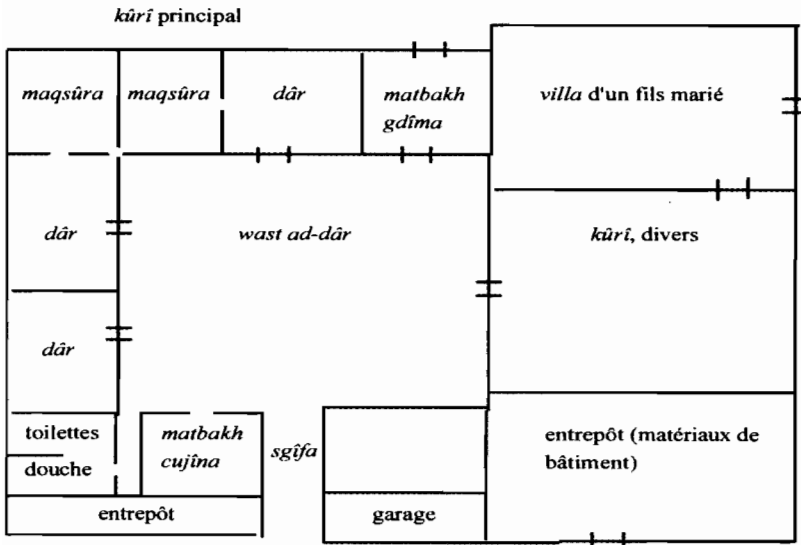 kûrî principal
maqsûra
maqsûra
dâr
matbakh
gdîma
villa d'un fils marié
dâr
wast ad-dâr
kûrî, divers
dâr
toilettes
douche
matbakh
cujîna
sgîfa
entrepôt (matériaux de
bâtiment)
entrepôt
garage